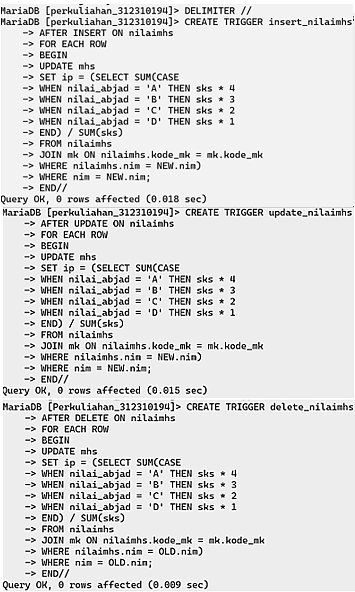 MariaDB [perkuliahan_312310194]> DELIMITER //
MariaDB [perkuliahan_312310194]> CREATE TRIGGER insert_nilaimhs
-> AFTER INSERT ON nilaimhs
-> FOR EACH ROW
-> BEGIN
-> UPDATE mhs
-> SET ip = (SELECT SUM(CASE
-> WHEN nilai_abjad = 'A' THEN sks * 4
-> WHEN nilai_abjad = 'B' THEN sks * 3
-> WHEN nilai_abjad = 'C' THEN sks * 2
-> WHEN nilai_abjad = 'D' THEN sks * 1
-> END) / SUM(sks)
-> FROM nilaimhs
-> JOIN mk ON nilaimhs.kode_mk = mk.kode_mk
-> WHERE nilaimhs.nim = NEW.nim)
-> WHERE nim = NEW.nim;
-> END//
Query OK, 0 rows affected (0.018 sec)
MariaDB [perkuliahan_312310194]> CREATE TRIGGER update_nilaimhs
-> AFTER UPDATE ON nilaimhs
-> FOR EACH ROW
-> BEGIN
-> UPDATE mhs
-> SET ip = (SELECT SUM(CASE
-> WHEN nilai_abjad = 'A' THEN sks * 4
-> WHEN nilai_abjad = 'B' THEN sks * 3
-> WHEN nilai_abjad = 'C' THEN sks * 2
-> WHEN nilai_abjad = 'D' THEN sks * 1
-> END) / SUM(sks)
-> FROM nilaimhs
-> JOIN mk ON nilaimhs.kode_mk = mk.kode_mk
-> WHERE nilaimhs.nim = NEW.nim)
-> WHERE nim = NEW.nim;
-> END//
Query OK, 0 rows affected (0.015 sec)
MariaDB [Perkuliahan_312310194]> CREATE TRIGGER delete_nilaimhs
-> AFTER DELETE ON nilaimhs
-> FOR EACH ROW
-> BEGIN
-> UPDATE mhs
-> SET ip = (SELECT SUM(CASE
-> WHEN nilai_abjad = 'A' THEN sks * 4
-> WHEN nilai_abjad = 'B' THEN sks * 3
-> WHEN nilai_abjad = 'C' THEN sks * 2
-> WHEN nilai_abjad = 'D' THEN sks * 1
-> END) / SUM(sks)
-> FROM nilaimhs
-> JOIN mk ON nilaimhs.kode_mk = mk.kode_mk
-> WHERE nilaimhs.nim = OLD.nim)
-> WHERE nim = OLD.nim;
-> END//
Query OK, 0 rows affected (0.009 sec)